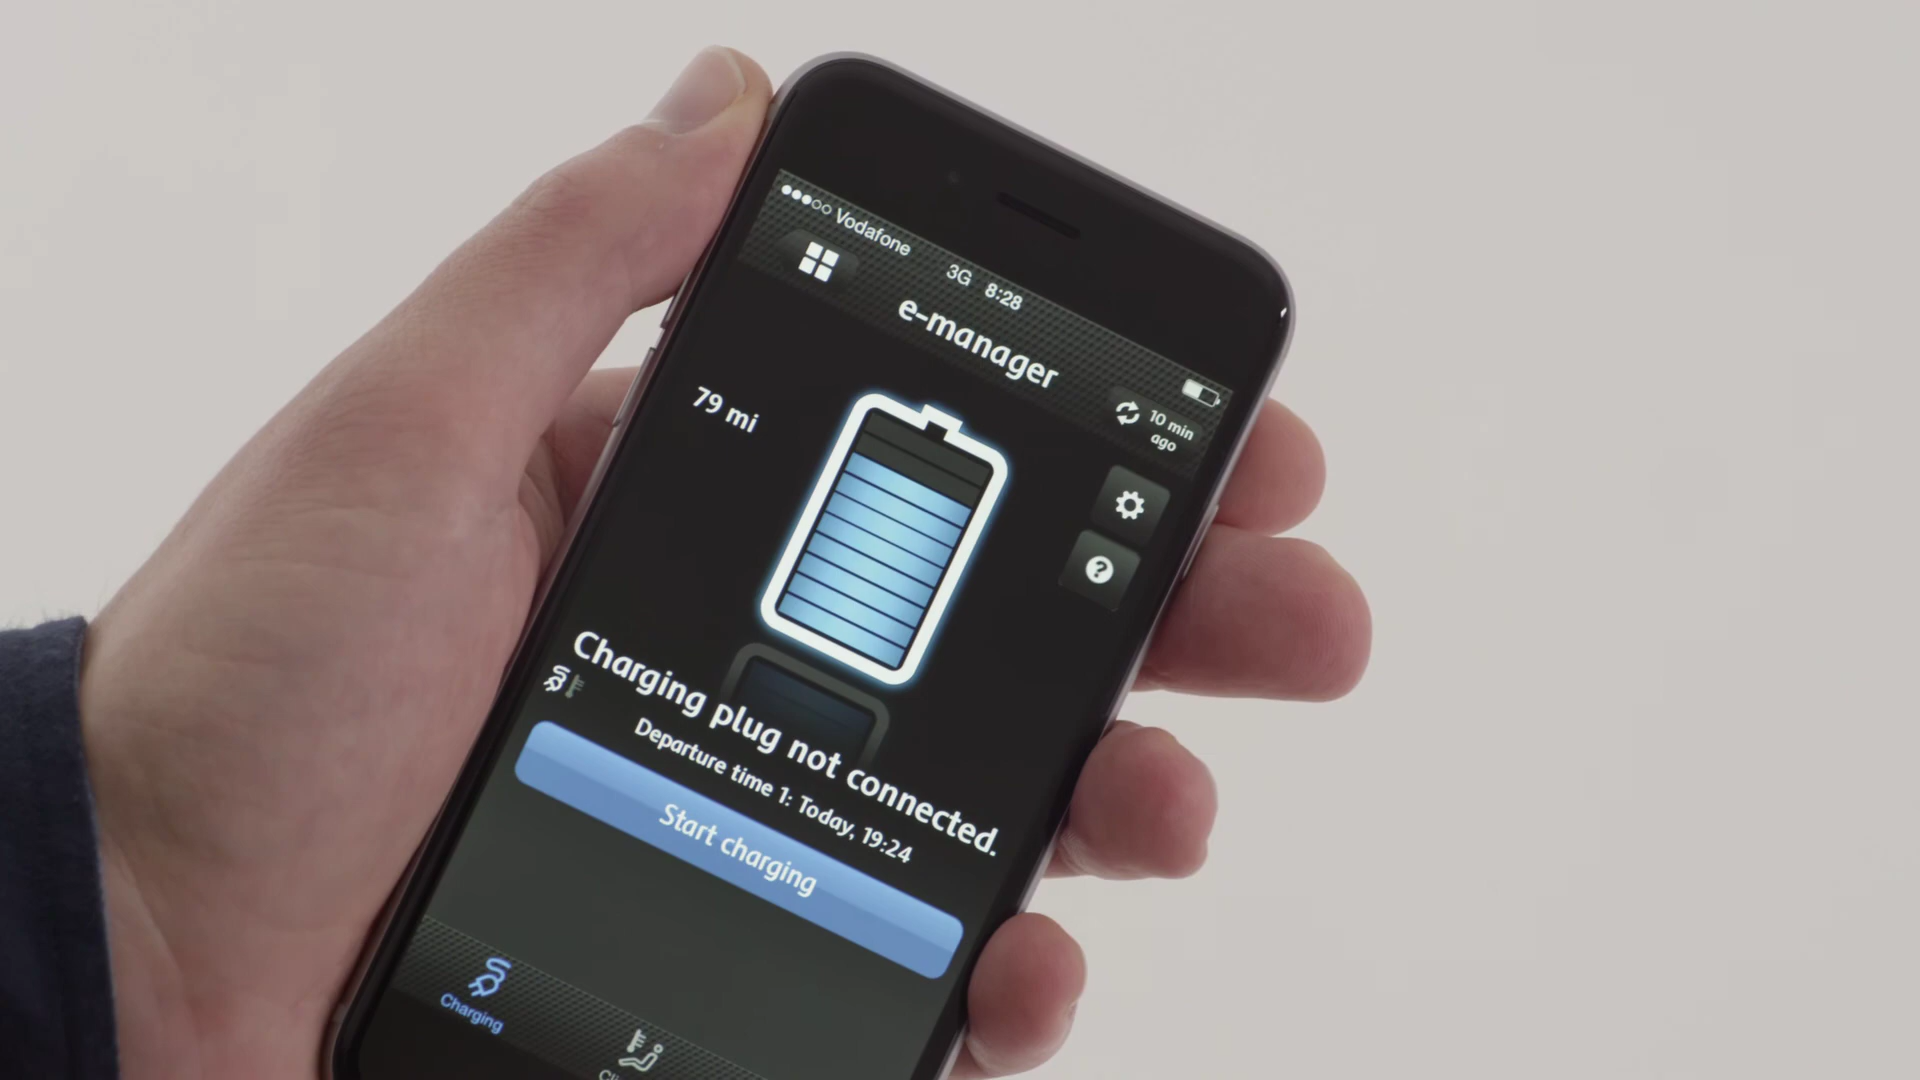 Vodafone 3G 8:28
e-manager
10 min
ago
79 mi
?
Charging plug not connected.
Departure time 1: Today, 19:24
Start charging
Charging